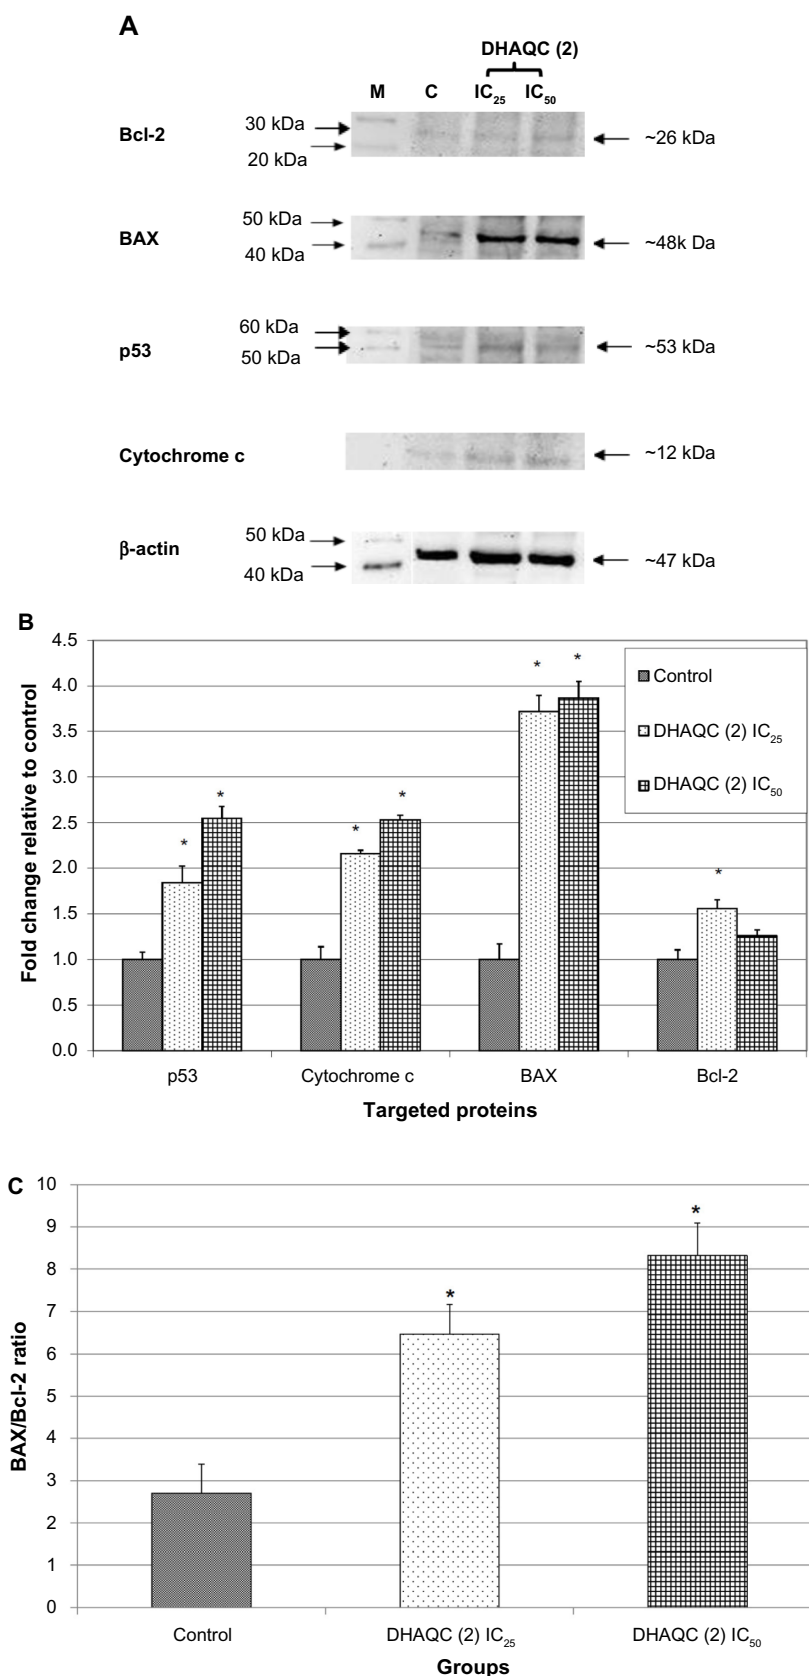 A
DHAQC (2)
M C IC25 IC50
Bcl-2 30 kDa 20 kDa ~26 kDa
BAX 50 kDa 40 kDa ~48k Da
p53 60 kDa 50 kDa ~53 kDa
Cytochrome c ~12 kDa
β-actin 50 kDa 40 kDa ~47 kDa
B
Fold change relative to control
4.5
4.0
3.5
3.0
2.5
2.0
1.5
1.0
0.5
0.0
* * * * * * *
Control
DHAQC (2) IC25
DHAQC (2) IC50
p53 Cytochrome c BAX Bcl-2
Targeted proteins
C
BAX/Bcl-2 ratio
10
9
8
7
6
5
4
3
2
1
0
* *
Control DHAQC (2) IC25 DHAQC (2) IC50
Groups